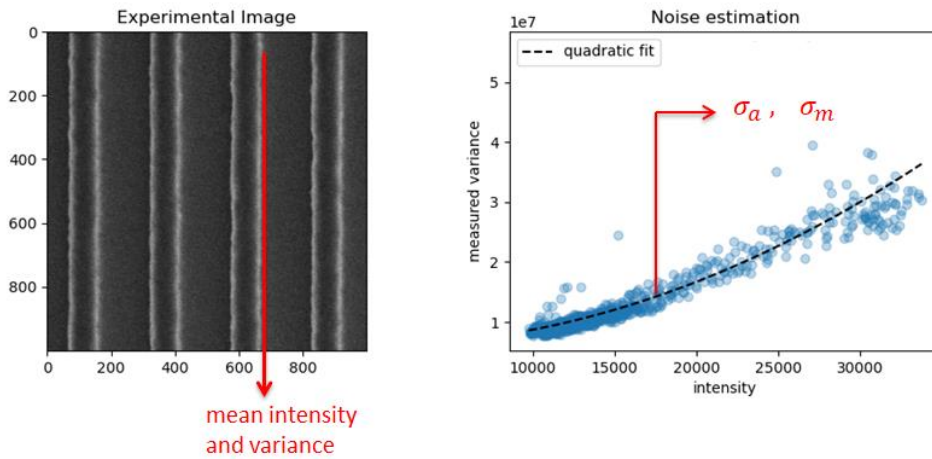 Experimental Image
0
200
400
600
800
0 200 400 600 800
mean intensity
and variance
Noise estimation
1e7
quadratic fit
σₐ , σₘ
measured variance
5
4
3
2
1
10000 15000 20000 25000 30000
intensity